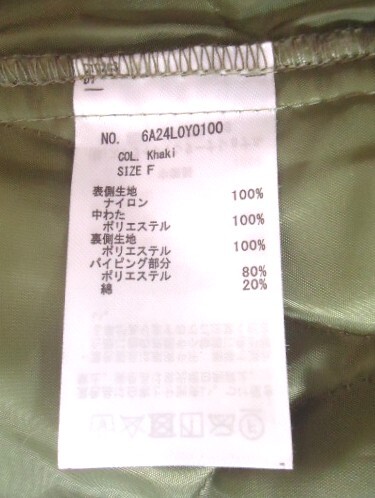 NO. 6A24L0Y0100
COL. Khaki
SIZE F
表側生地
ナイロン 100%
中わた
ポリエステル 100%
裏側生地
ポリエステル 100%
パイピング部分
ポリエステル 80%
綿 20%